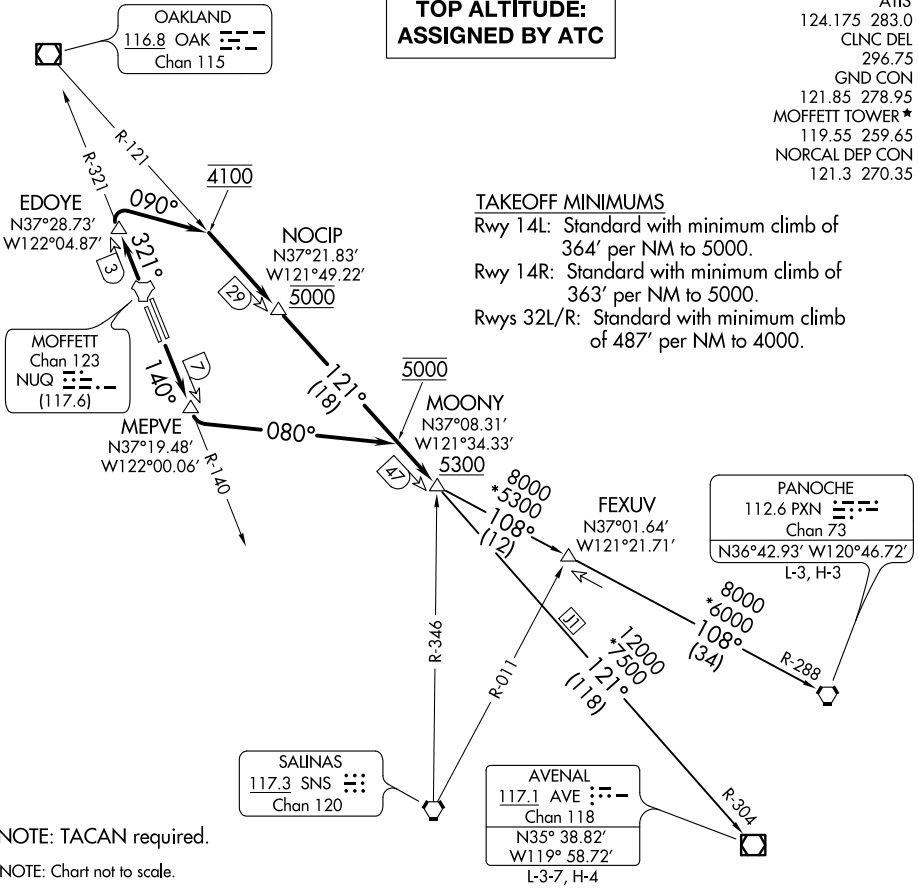 TOP ALTITUDE:
ASSIGNED BY ATC
ATIS
124.175 283.0
CLNC DEL
296.75
GND CON
121.85 278.95
MOFFETT TOWER★
119.55 259.65
NORCAL DEP CON
121.3 270.35
OAKLAND
116.8 OAK
Chan 115
R-121
R-321
4100
EDOYE
N37°28.73'
W122°04.87'
090°
3
321°
NOCIP
N37°21.83'
W121°49.22'
5000
29
TAKEOFF MINIMUMS
Rwy 14L: Standard with minimum climb of
364' per NM to 5000.
Rwy 14R: Standard with minimum climb of
363' per NM to 5000.
Rwys 32L/R: Standard with minimum climb
of 487' per NM to 4000.
MOFFETT
Chan 123
NUQ
(117.6)
140°
7
121°
(18)
5000
MEPVE
N37°19.48'
W122°00.06'
080°
R-140
MOONY
N37°08.31'
W121°34.33'
5300
47
8000
*5300
108°
(12)
FEXUV
N37°01.64'
W121°21.71'
PANOCHE
112.6 PXN
Chan 73
N36°42.93' W120°46.72'
L-3, H-3
8000
*6000
108°
(34)
R-288
J1
12000
*7500
121°
(118)
R-346
R-011
R-304
SALINAS
117.3 SNS
Chan 120
AVENAL
117.1 AVE
Chan 118
N35° 38.82'
W119° 58.72'
L-3-7, H-4
NOTE: TACAN required.
NOTE: Chart not to scale.